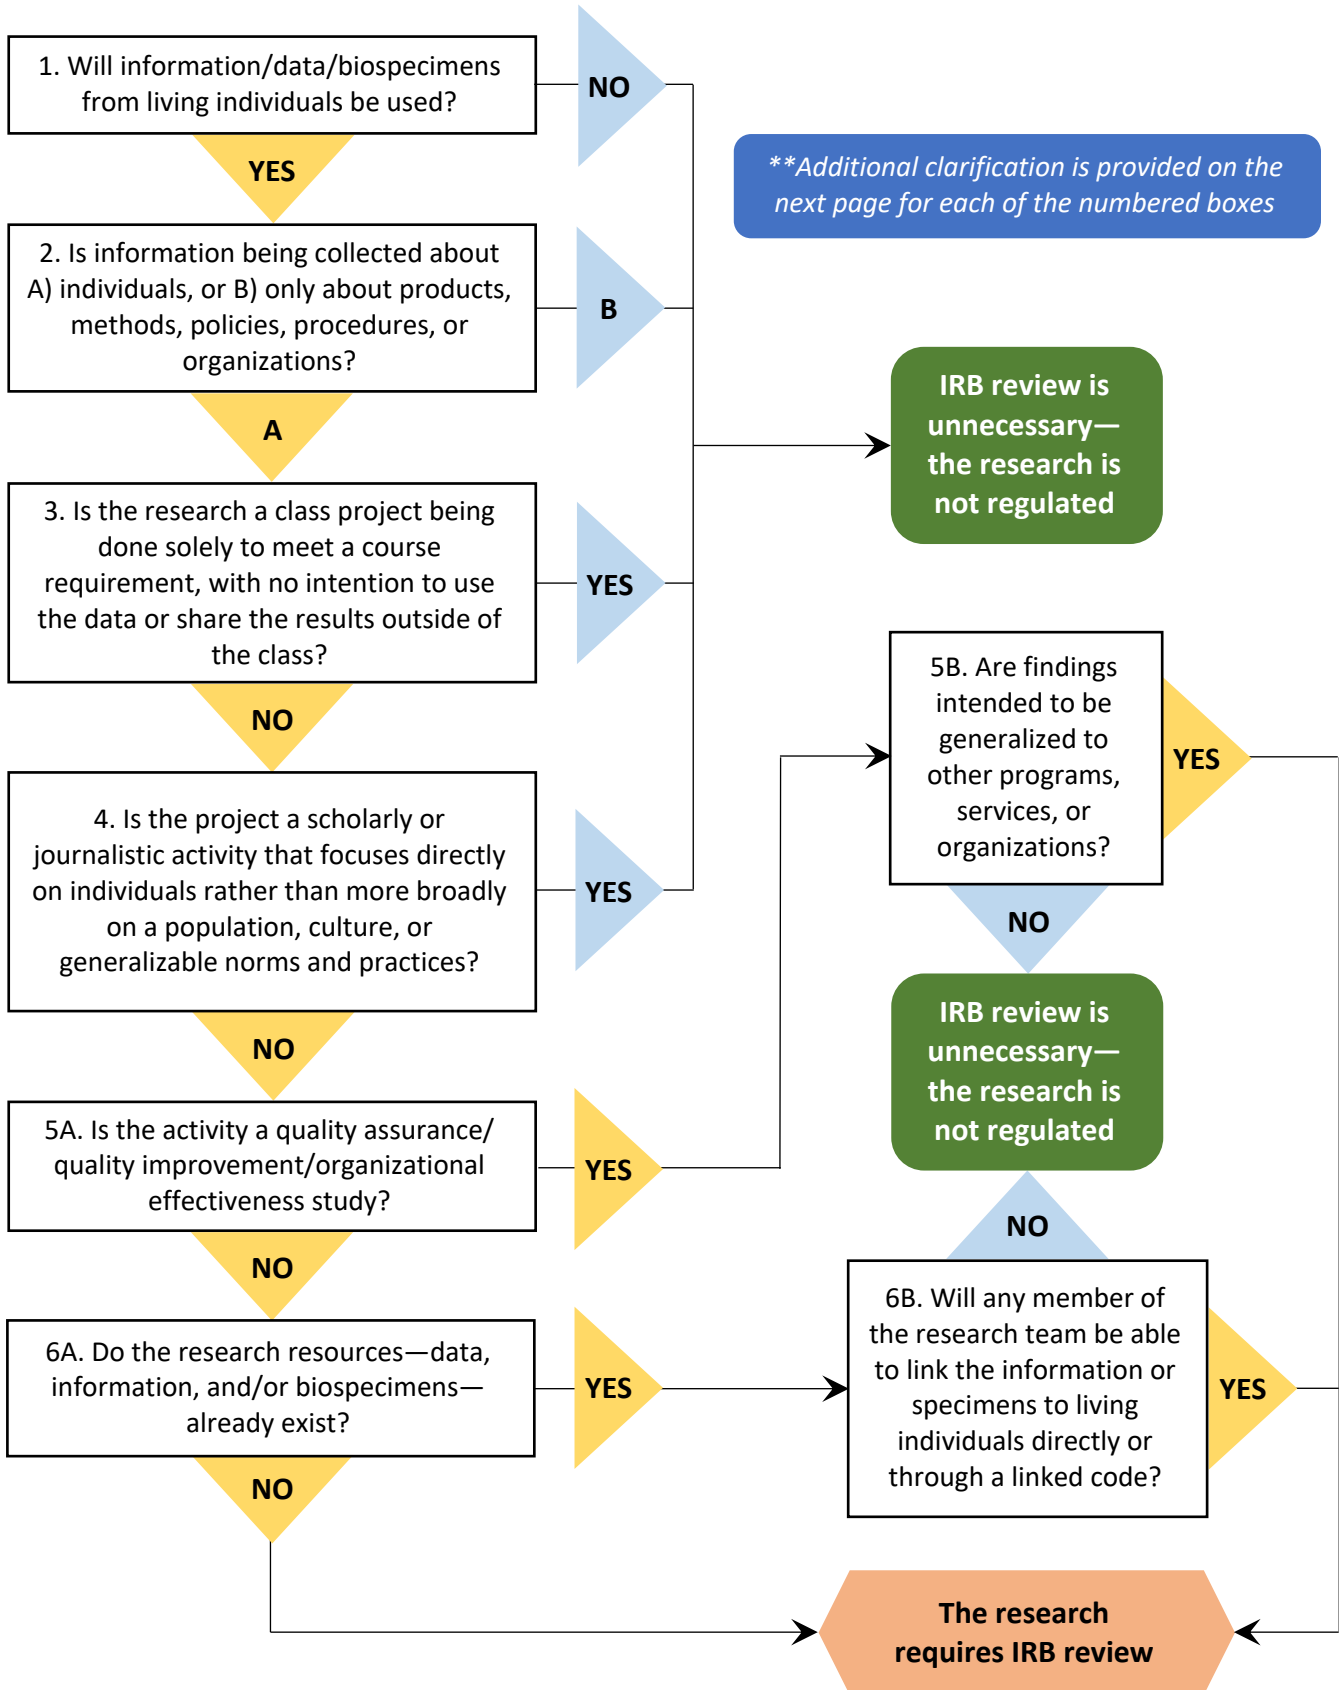 1. Will information/data/biospecimens
from living individuals be used?
NO
YES
**Additional clarification is provided on the
next page for each of the numbered boxes
2. Is information being collected about
A) individuals, or B) only about products,
methods, policies, procedures, or
organizations?
B
A
IRB review is
unnecessary—
the research is
not regulated
3. Is the research a class project being
done solely to meet a course
requirement, with no intention to use
the data or share the results outside of
the class?
YES
NO
4. Is the project a scholarly or
journalistic activity that focuses directly
on individuals rather than more broadly
on a population, culture, or
generalizable norms and practices?
YES
NO
5A. Is the activity a quality assurance/
quality improvement/organizational
effectiveness study?
YES
NO
5B. Are findings
intended to be
generalized to
other programs,
services, or
organizations?
YES
NO
IRB review is
unnecessary—
the research is
not regulated
NO
6A. Do the research resources—data,
information, and/or biospecimens—
already exist?
YES
NO
6B. Will any member of
the research team be able
to link the information or
specimens to living
individuals directly or
through a linked code?
YES
The research
requires IRB review